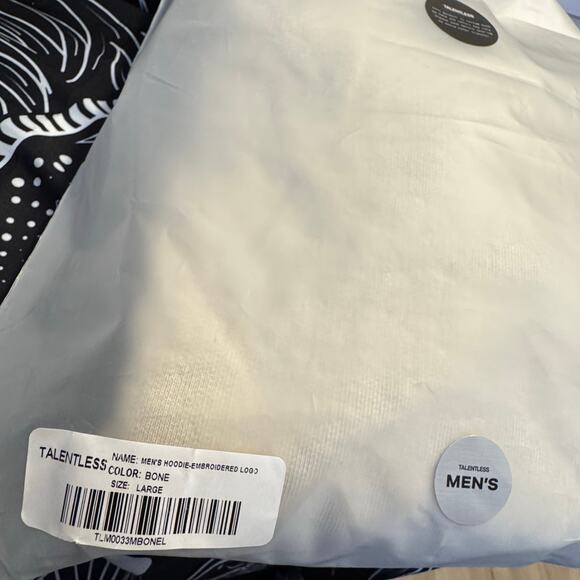 TALENTLESS
TALENTLESS
NAME: MEN'S HOODIE-EMBROIDERED LOGO
COLOR: BONE
SIZE: LARGE
TLM0033MBONEL
TALENTLESS
MEN'S